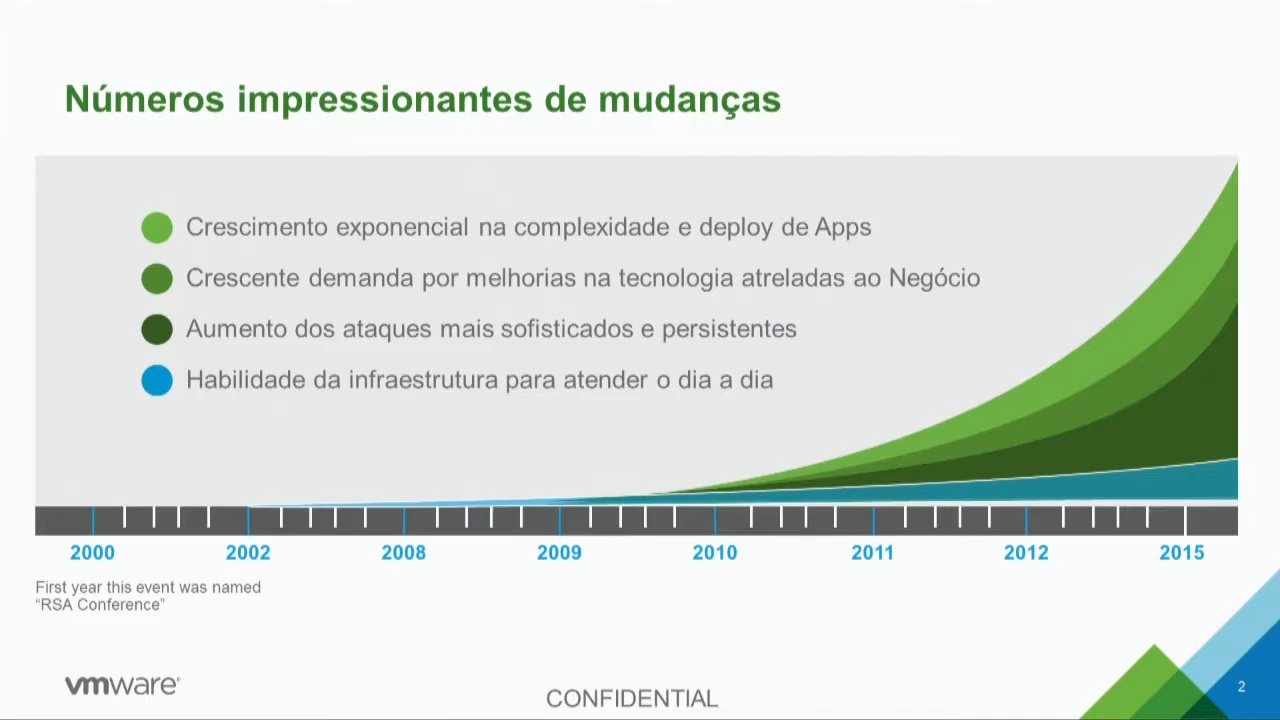 Números impressionantes de mudanças
Crescimento exponencial na complexidade e deploy de Apps
Crescente demanda por melhorias na tecnologia atreladas ao Negócio
Aumento dos ataques mais sofisticados e persistentes
Habilidade da infraestrutura para atender o dia a dia
2000 2002 2008 2009 2010 2011 2012 2015
First year this event was named
“RSA Conference”
vmware®
CONFIDENTIAL
2